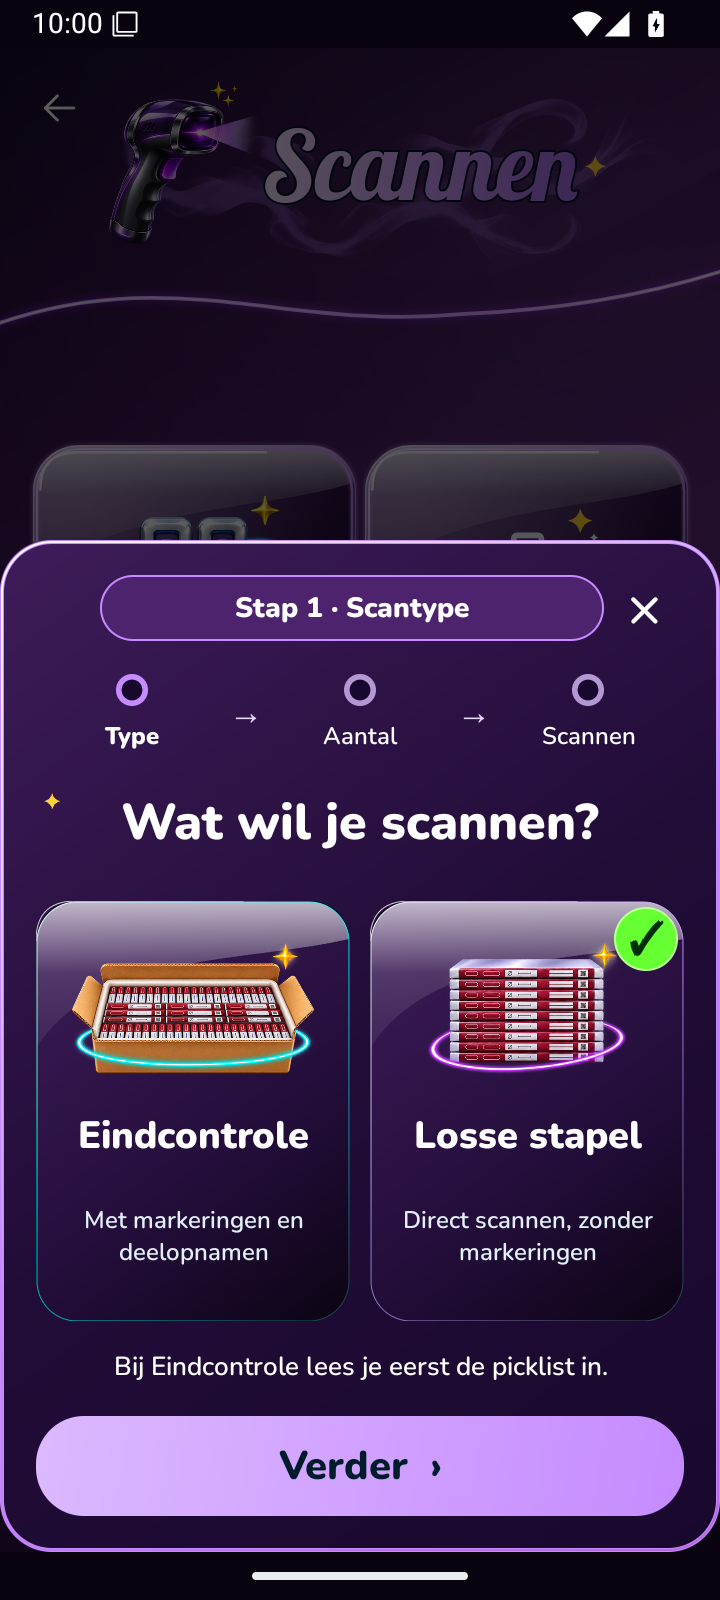 10:00
Scannen
Stap 1 · Scantype
Type → Aantal → Scannen
Wat wil je scannen?
Eindcontrole
Met markeringen en
deelopnamen
Losse stapel
Direct scannen, zonder
markeringen
Bij Eindcontrole lees je eerst de picklist in.
Verder ›